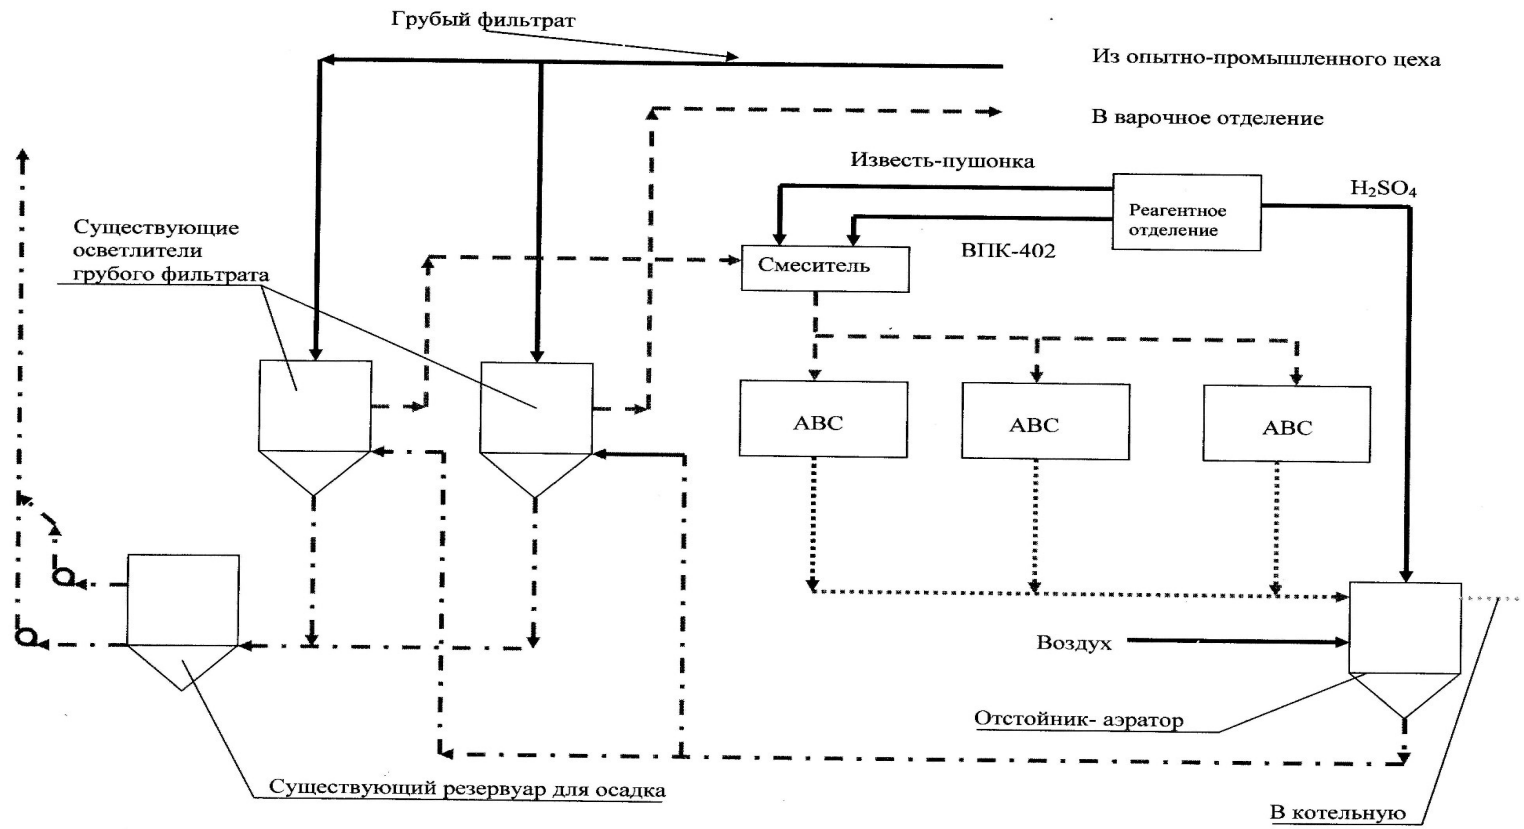 Грубый фильтрат
Из опытно-промышленного цеха
В варочное отделение
Известь-пушонка
H₂SO₄
Реагентное
отделение
Существующие
осветлители
грубого фильтрата
ВПК-402
Смеситель
АВС
АВС
АВС
Воздух
Отстойник- аэратор
Существующий резервуар для осадка
В котельную